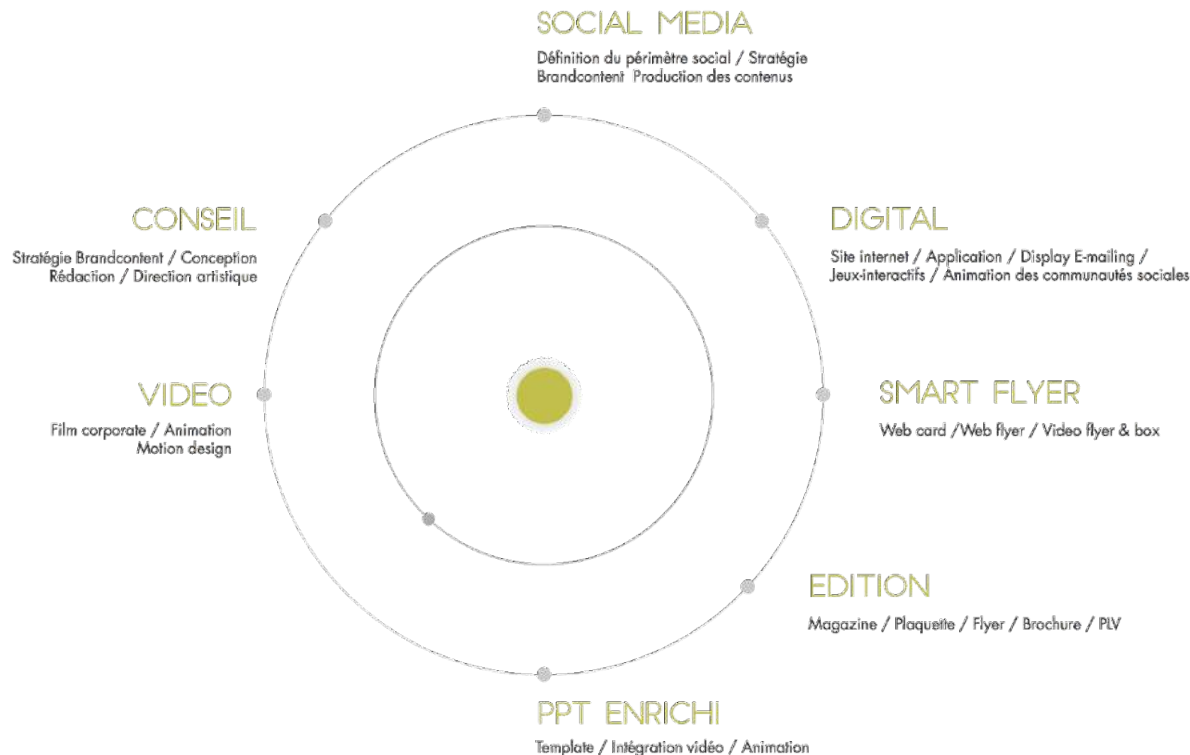 SOCIAL MEDIA
Définition du périmètre social / Stratégie
Brandcontent Production des contenus
CONSEIL
Stratégie Brandcontent / Conception
Rédaction / Direction artistique
DIGITAL
Site internet / Application / Display E-mailing /
Jeux-interactifs / Animation des communautés sociales
VIDEO
Film corporate / Animation
Motion design
SMART FLYER
Web card /Web flyer / Video flyer & box
EDITION
Magazine / Plaquette / Flyer / Brochure / PLV
PPT ENRICHI
Template / Intégration vidéo / Animation